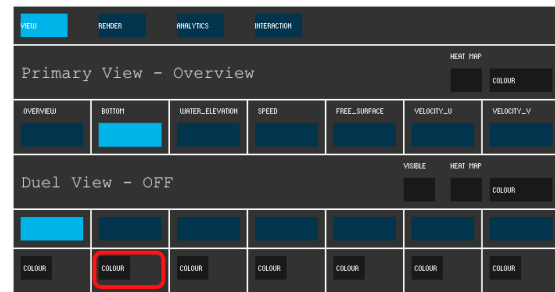 VIEW RENDER ANALYTICS INTERACTION
HEAT MAP
Primary View - Overview
COLOUR
OVERVIEW BOTTOM WATER_ELEVATION SPEED FREE_SURFACE VELOCITY_U VELOCITY_V
VISIBLE HEAT MAP
Duel View - OFF
COLOUR
COLOUR COLOUR COLOUR COLOUR COLOUR COLOUR COLOUR